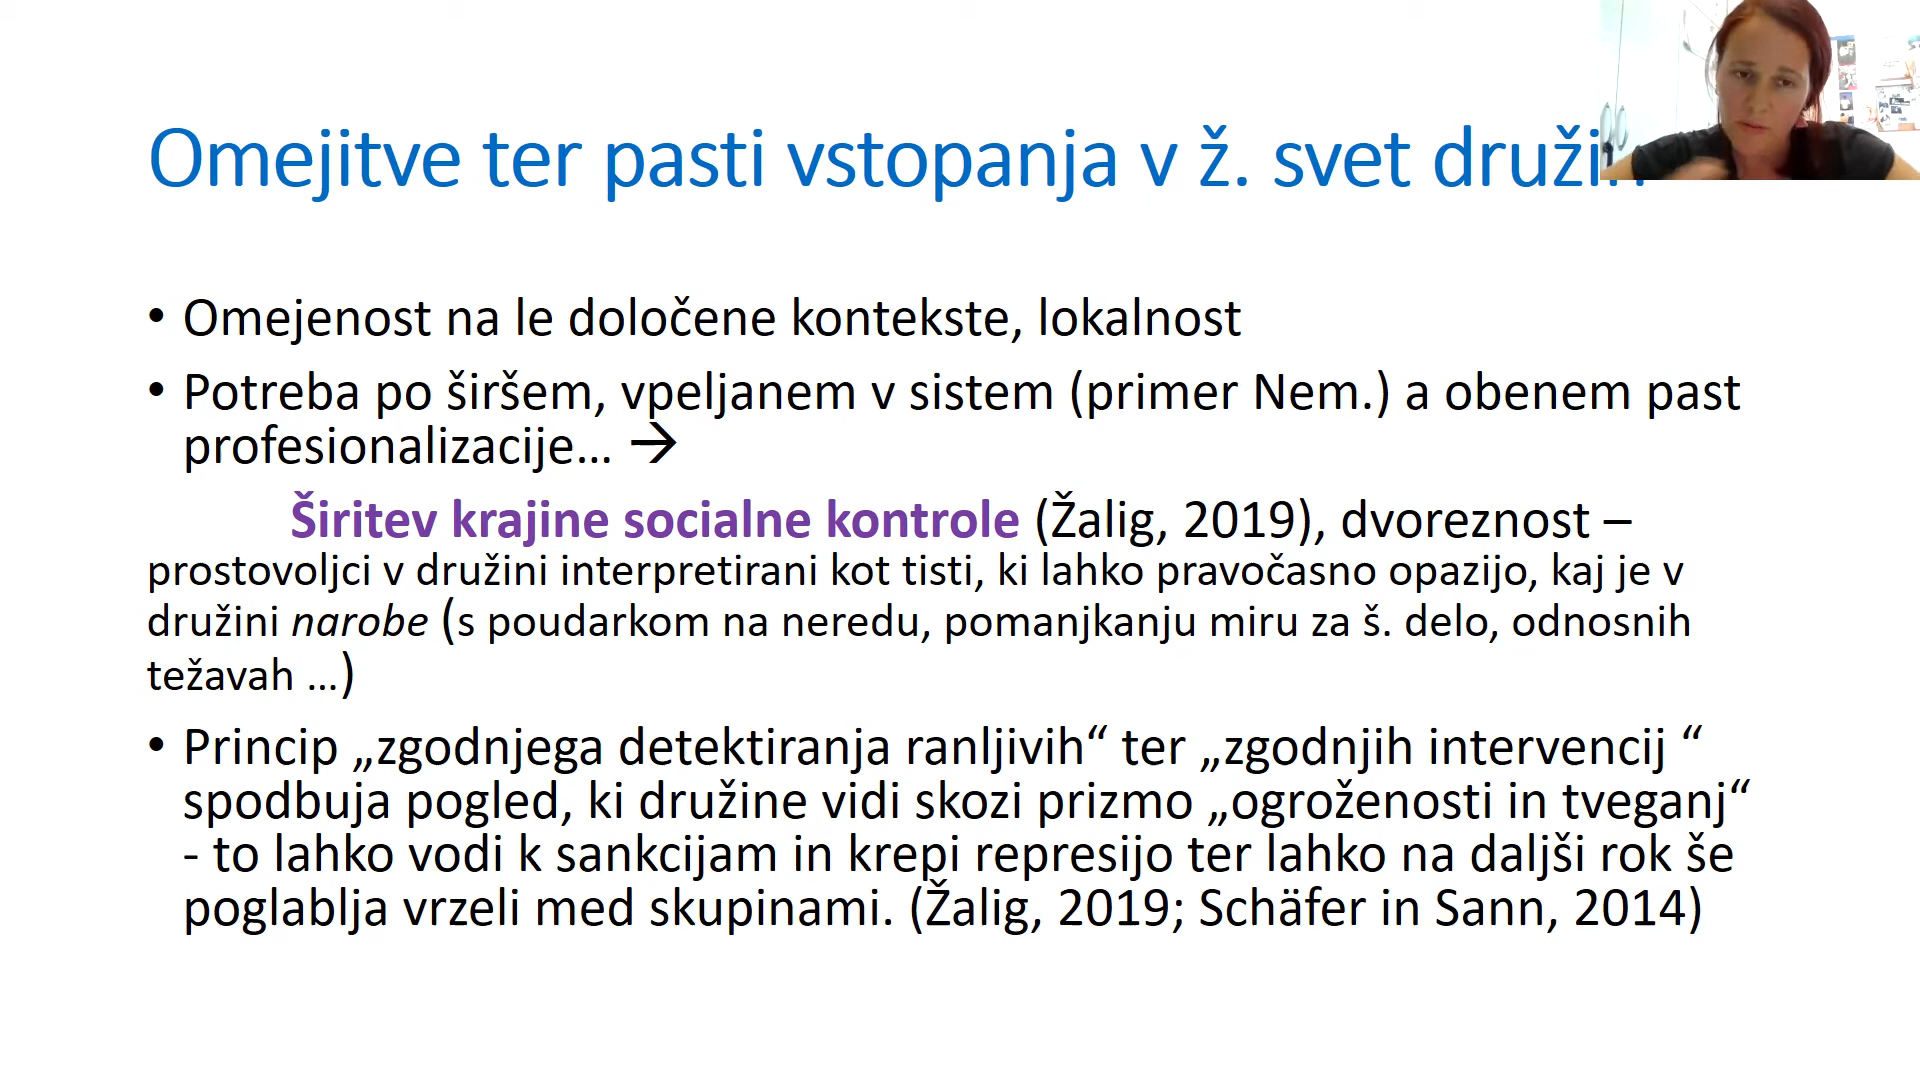 Omejitve ter pasti vstopanja v ž. svet
• Omejenost na le določene kontekste, lokalnost
• Potreba po širšem, vpeljanem v sistem (primer Nem.) a obenem past
profesionalizacije... →
Širitev krajine socialne kontrole (Žalig, 2019), dvoreznost –
prostovoljci v družini interpretirani kot tisti, ki lahko pravočasno opazijo, kaj je v
družini narobe (s poudarkom na neredu, pomanjkanju miru za š. delo, odnosnih
težavah ...)
• Princip „zgodnjega detektiranja ranljivih“ ter „zgodnjih intervencij “
spodbuja pogled, ki družine vidi skozi prizmo „ogroženosti in tveganj“
- to lahko vodi k sankcijam in krepi represijo ter lahko na daljši rok še
poglablja vrzeli med skupinami. (Žalig, 2019; Schäfer in Sann, 2014)